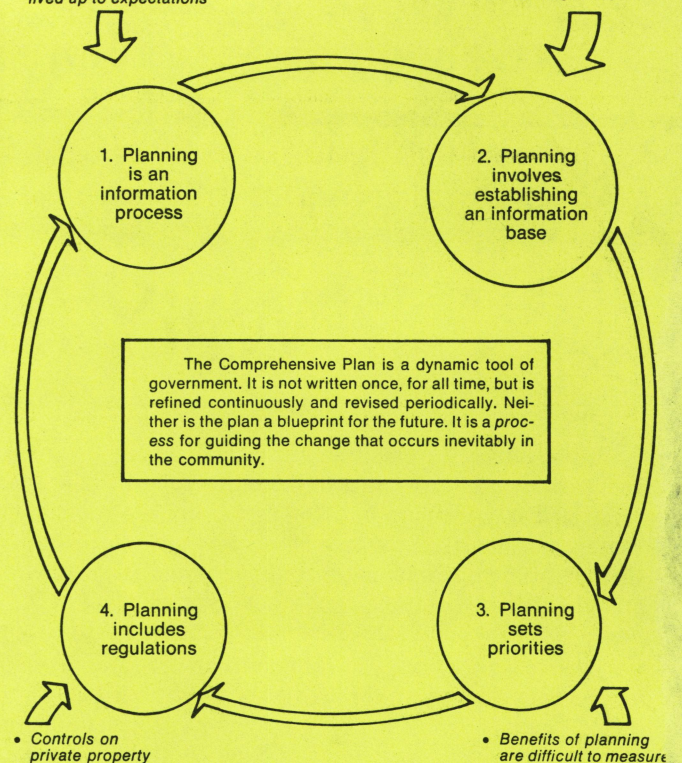 lived up to expectations
1. Planning
is an
information
process
2. Planning
involves
establishing
an information
base
The Comprehensive Plan is a dynamic tool of
government. It is not written once, for all time, but is
refined continuously and revised periodically. Nei-
ther is the plan a blueprint for the future. It is a proc-
ess for guiding the change that occurs inevitably in
the community.
4. Planning
includes
regulations
3. Planning
sets
priorities
• Controls on
private property
• Benefits of planning
are difficult to measure